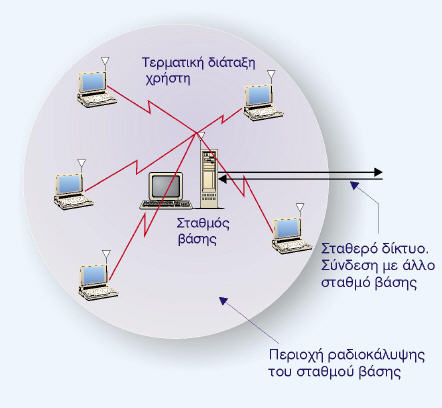 Τερματική διάταξη
χρήστη
Σταθμός
βάσης
Σταθερό δίκτυο.
Σύνδεση με άλλο
σταθμό βάσης
Περιοχή ραδιοκάλυψης
του σταθμού βάσης